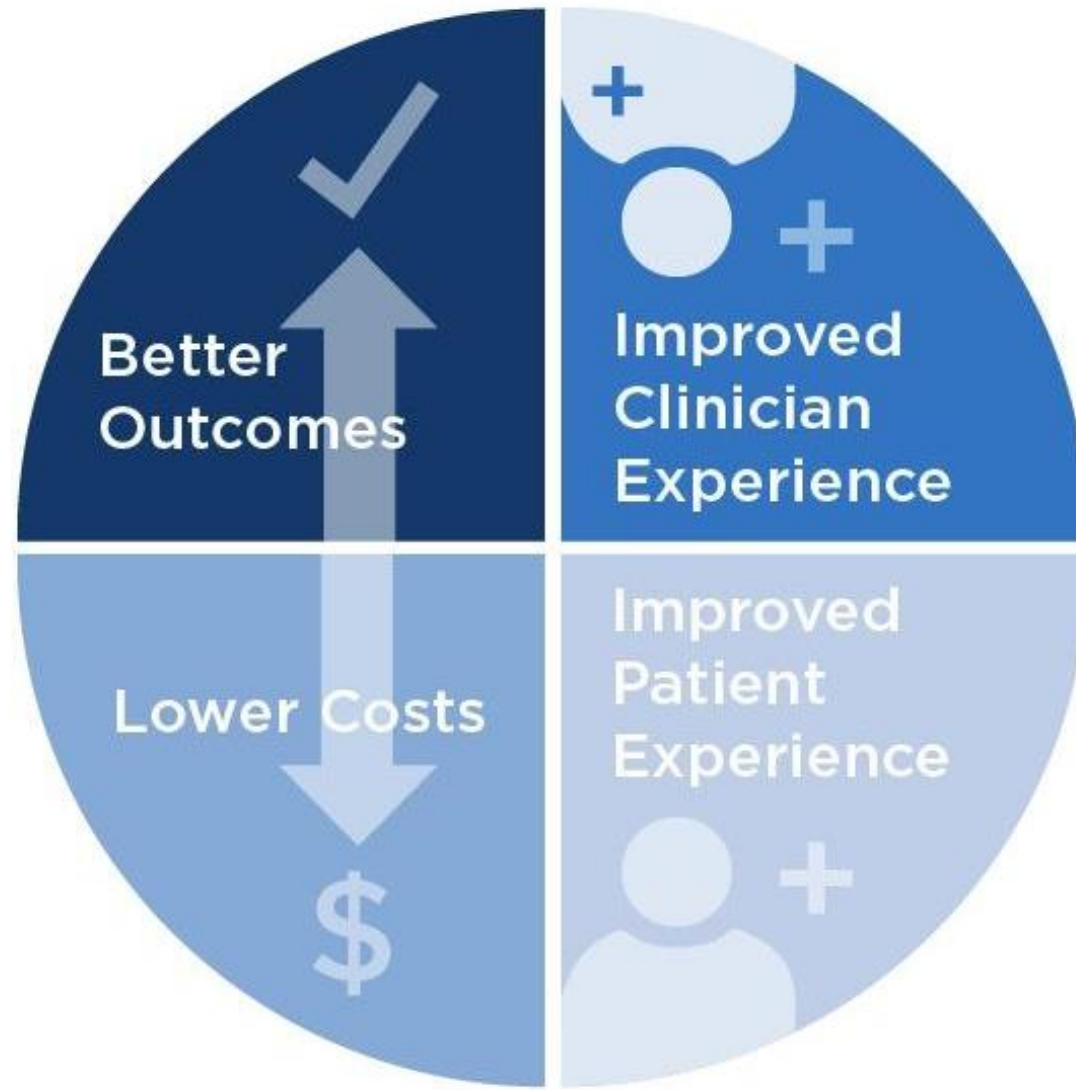 Better
Outcomes
Improved
Clinician
Experience
Lower Costs
$
Improved
Patient
Experience